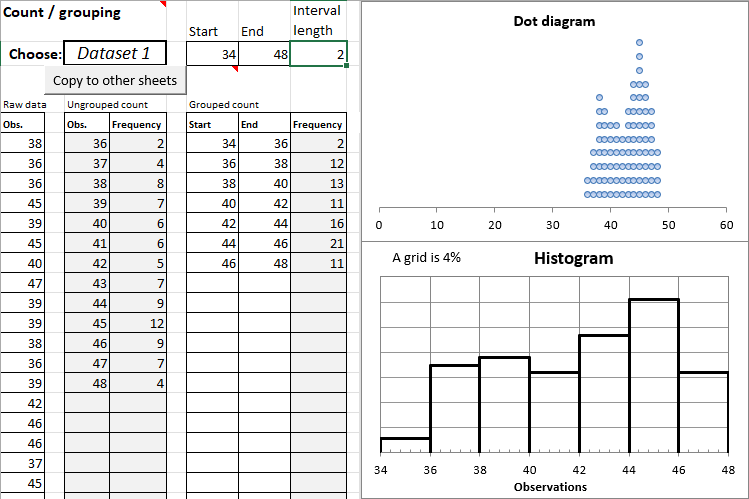 Count / grouping
Start End Interval length
Choose: Dataset 1 34 48 2
Copy to other sheets
Raw data Ungrouped count Grouped count
Obs. Obs. Frequency Start End Frequency
38 36 2 34 36 2
36 37 4 36 38 12
36 38 8 38 40 13
45 39 7 40 42 11
39 40 6 42 44 16
45 41 6 44 46 21
40 42 5 46 48 11
47 43 7
39 44 9
39 45 12
38 46 9
36 47 7
39 48 4
42
46
46
37
45
Dot diagram
0 10 20 30 40 50 60
A grid is 4% Histogram
34 36 38 40 42 44 46 48
Observations